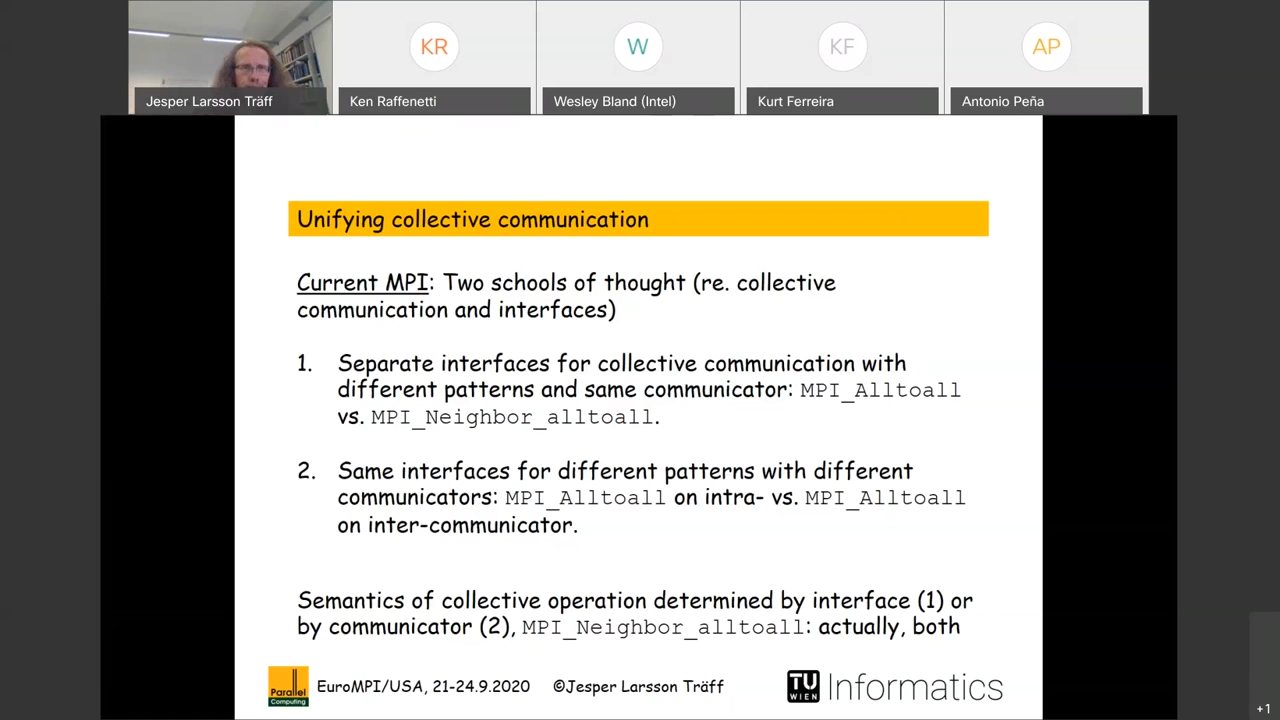 KR
W
KF
AP
Jesper Larsson Träff
Ken Raffenetti
Wesley Bland (Intel)
Kurt Ferreira
Antonio Peña
Unifying collective communication
Current MPI: Two schools of thought (re. collective
communication and interfaces)
1. Separate interfaces for collective communication with
different patterns and same communicator: MPI_Alltoall
vs. MPI_Neighbor_alltoall.
2. Same interfaces for different patterns with different
communicators: MPI_Alltoall on intra- vs. MPI_Alltoall
on inter-communicator.
Semantics of collective operation determined by interface (1) or
by communicator (2), MPI_Neighbor_alltoall: actually, both
Parallel
Computing
EuroMPI/USA, 21-24.9.2020 ©Jesper Larsson Träff
TU
WIEN
Informatics
+1